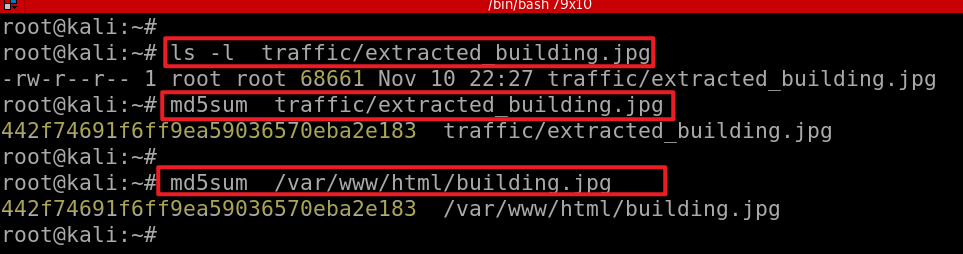 /bin/bash 79x10
root@kali:~#
root@kali:~# ls -l  traffic/extracted_building.jpg
-rw-r--r-- 1 root root 68661 Nov 10 22:27 traffic/extracted_building.jpg
root@kali:~# md5sum  traffic/extracted_building.jpg
442f74691f6ff9ea59036570eba2e183  traffic/extracted_building.jpg
root@kali:~#
root@kali:~# md5sum  /var/www/html/building.jpg
442f74691f6ff9ea59036570eba2e183  /var/www/html/building.jpg
root@kali:~#